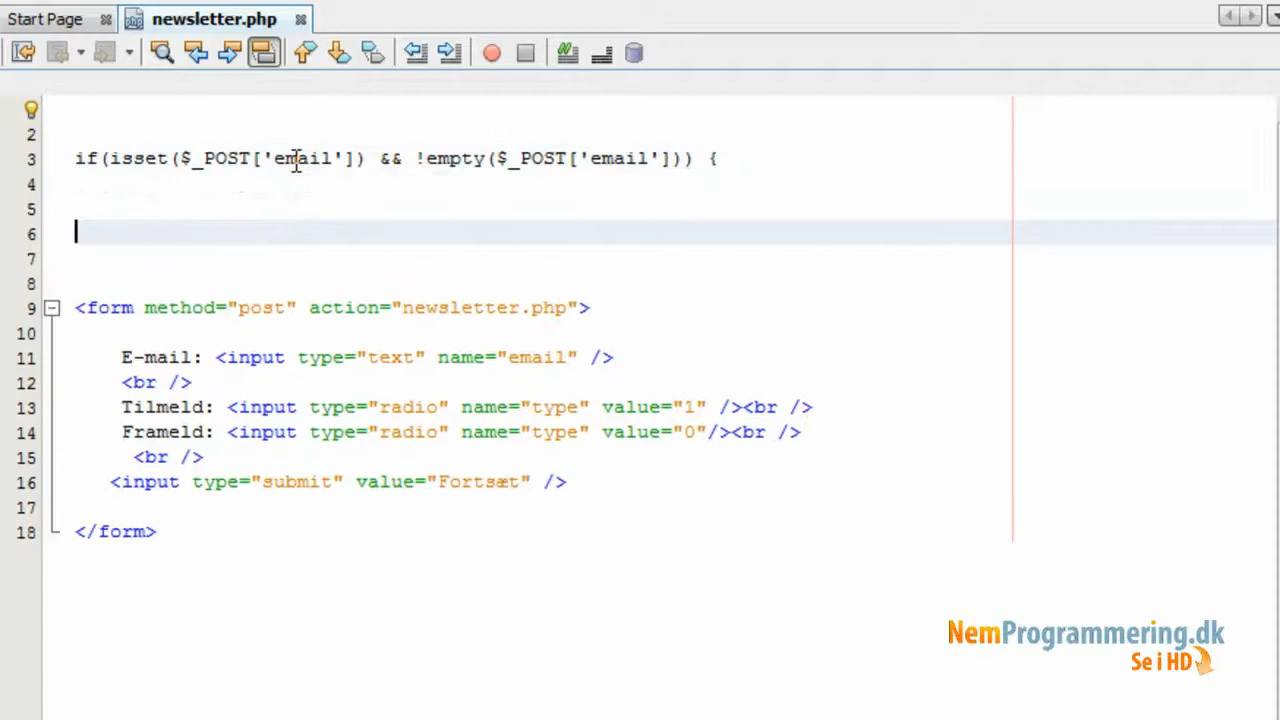 Start Page
newsletter.php
2
3 if(isset($_POST['email']) && !empty($_POST['email'])) {
4
5
6
7
8
9 <form method="post" action="newsletter.php">
10
11 E-mail: <input type="text" name="email" />
12 <br />
13 Tilmeld: <input type="radio" name="type" value="1" /><br />
14 Frameld: <input type="radio" name="type" value="0"/><br />
15 <br />
16 <input type="submit" value="Fortsæt" />
17
18 </form>
NemProgrammering.dk
Se i HD